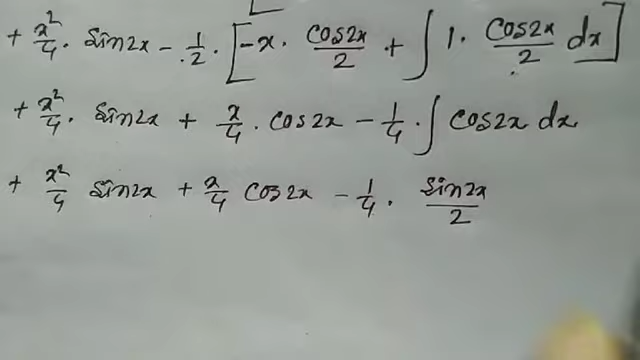 + x²/4 · Sin2x - 1/2 · [-x · Cos2x/2 + ∫ 1 · Cos2x/2 dx]
+ x²/4 · Sin2x + x/4 · Cos2x - 1/4 · ∫ Cos2x dx
+ x²/4 Sin2x + x/4 Cos2x - 1/4 · Sin2x/2